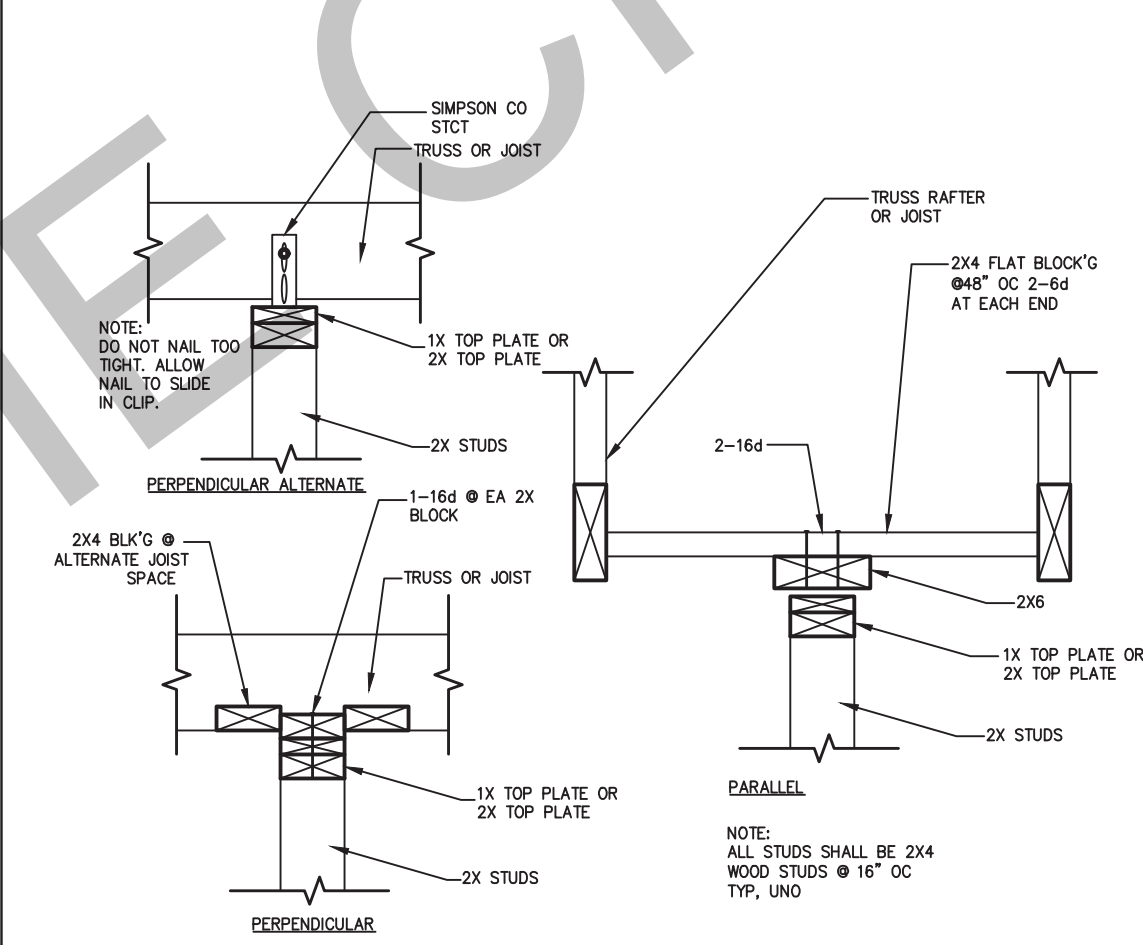 SIMPSON CO
STCT
TRUSS OR JOIST
NOTE:
DO NOT NAIL TOO
TIGHT. ALLOW
NAIL TO SLIDE
IN CLIP.
1X TOP PLATE OR
2X TOP PLATE
2X STUDS
PERPENDICULAR ALTERNATE
1-16d @ EA 2X
BLOCK
2X4 BLK'G @
ALTERNATE JOIST
SPACE
TRUSS OR JOIST
1X TOP PLATE OR
2X TOP PLATE
2X STUDS
PERPENDICULAR
TRUSS RAFTER
OR JOIST
2X4 FLAT BLOCK'G
@48" OC 2-6d
AT EACH END
2-16d
2X6
1X TOP PLATE OR
2X TOP PLATE
2X STUDS
PARALLEL
NOTE:
ALL STUDS SHALL BE 2X4
WOOD STUDS @ 16" OC
TYP, UNO